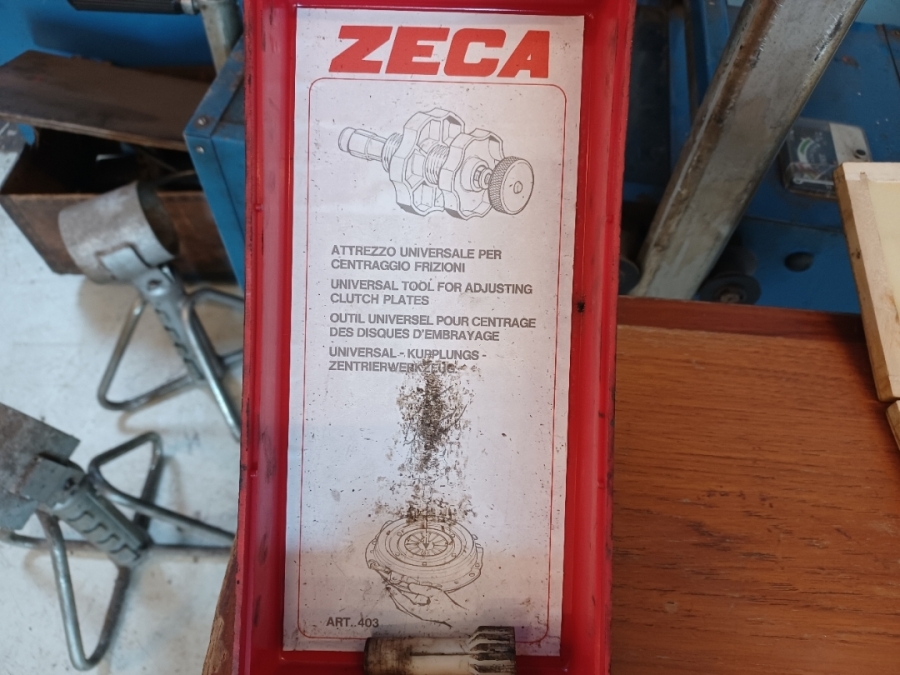 ZECA
ATTREZZO UNIVERSALE PER
CENTRAGGIO FRIZIONI
UNIVERSAL TOOL FOR ADJUSTING
CLUTCH PLATES
OUTIL UNIVERSEL POUR CENTRAGE
DES DISQUES D'EMBRAYAGE
UNIVERSAL - KUPPLUNGS -
ZENTRIERWERKZEUG
ART. 403